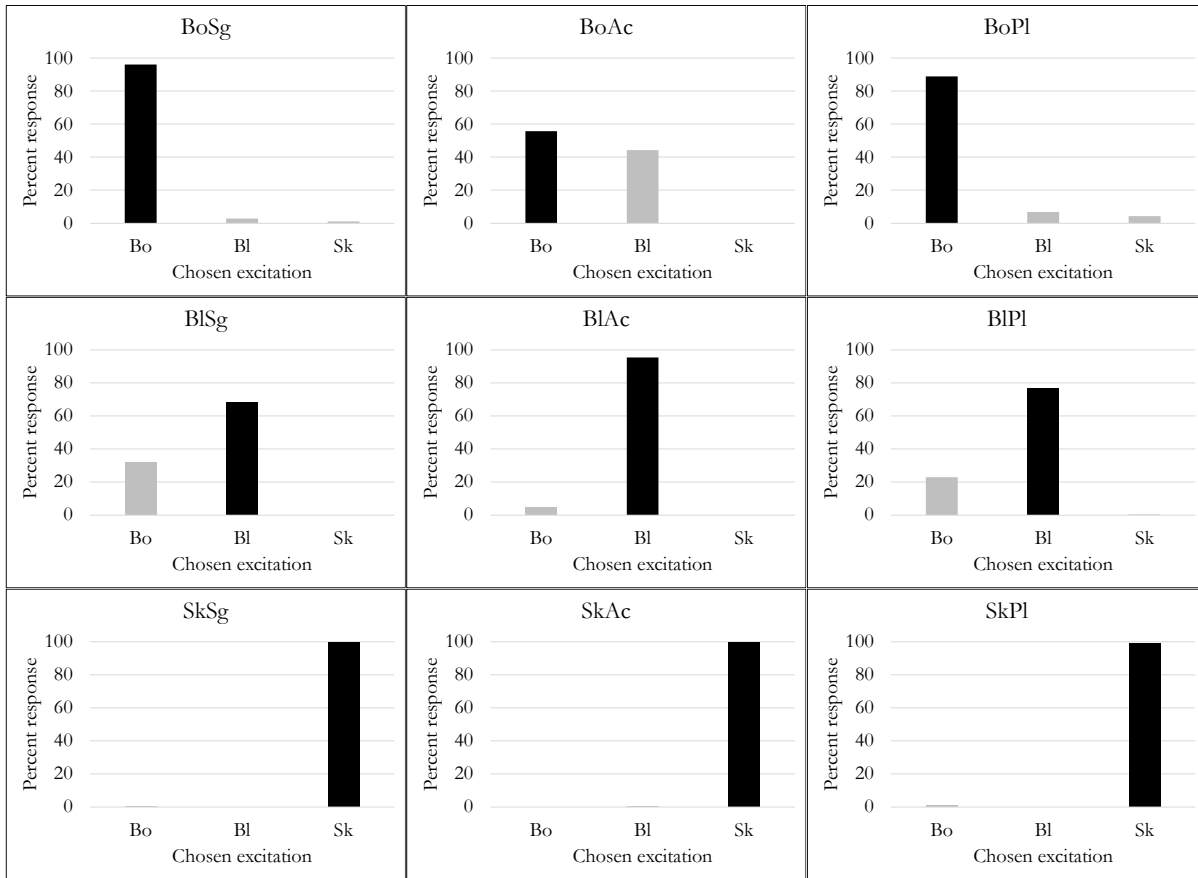 BoSg
Percent response
100
80
60
40
20
0
Bo Bl Sk
Chosen excitation
BoAc
Percent response
100
80
60
40
20
0
Bo Bl Sk
Chosen excitation
BoPl
Percent response
100
80
60
40
20
0
Bo Bl Sk
Chosen excitation
BlSg
Percent response
100
80
60
40
20
0
Bo Bl Sk
Chosen excitation
BlAc
Percent response
100
80
60
40
20
0
Bo Bl Sk
Chosen excitation
BlPl
Percent response
100
80
60
40
20
0
Bo Bl Sk
Chosen excitation
SkSg
Percent response
100
80
60
40
20
0
Bo Bl Sk
Chosen excitation
SkAc
Percent response
100
80
60
40
20
0
Bo Bl Sk
Chosen excitation
SkPl
Percent response
100
80
60
40
20
0
Bo Bl Sk
Chosen excitation